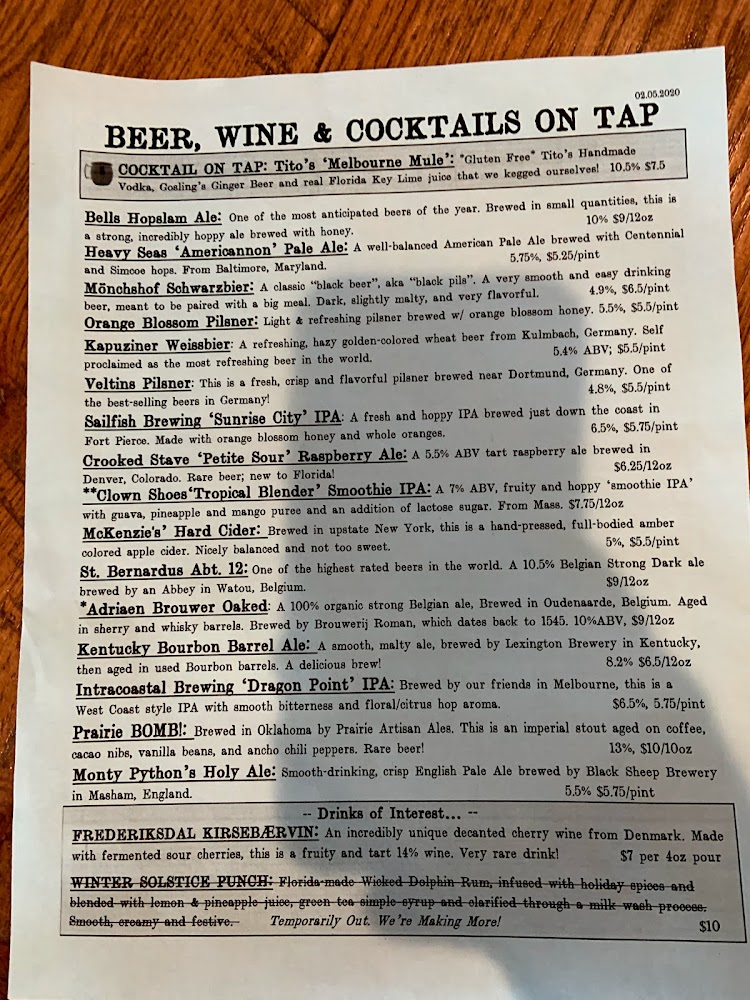 02.05.2020
BEER, WINE & COCKTAILS ON TAP
COCKTAIL ON TAP: Tito's 'Melbourne Mule': *Gluten Free* Tito's Handmade
Vodka, Gosling's Ginger Beer and real Florida Key Lime juice that we kegged ourselves! 10.5% $7.5
Bells Hopslam Ale: One of the most anticipated beers of the year. Brewed in small quantities, this is
a strong, incredibly hoppy ale brewed with honey. 10% $9/12oz
Heavy Seas 'Americannon' Pale Ale: A well-balanced American Pale Ale brewed with Centennial
and Simcoe hops. From Baltimore, Maryland. 5.75%, $5.25/pint
Mönchshof Schwarzbier: A classic "black beer", aka "black pils". A very smooth and easy drinking
beer, meant to be paired with a big meal. Dark, slightly malty, and very flavorful. 4.9%, $6.5/pint
Orange Blossom Pilsner: Light & refreshing pilsner brewed w/ orange blossom honey. 5.5%, $5.5/pint
Kapuziner Weissbier: A refreshing, hazy golden-colored wheat beer from Kulmbach, Germany. Self
proclaimed as the most refreshing beer in the world. 5.4% ABV; $5.5/pint
Veltins Pilsner: This is a fresh, crisp and flavorful pilsner brewed near Dortmund, Germany. One of
the best-selling beers in Germany! 4.8%, $5.5/pint
Sailfish Brewing 'Sunrise City' IPA: A fresh and hoppy IPA brewed just down the coast in
Fort Pierce. Made with orange blossom honey and whole oranges. 6.5%, $5.75/pint
Crooked Stave 'Petite Sour' Raspberry Ale: A 5.5% ABV tart raspberry ale brewed in
Denver, Colorado. Rare beer; new to Florida! $6.25/12oz
**Clown Shoes'Tropical Blender' Smoothie IPA: A 7% ABV, fruity and hoppy 'smoothie IPA'
with guava, pineapple and mango puree and an addition of lactose sugar. From Mass. $7.75/12oz
McKenzie's' Hard Cider: Brewed in upstate New York, this is a hand-pressed, full-bodied amber
colored apple cider. Nicely balanced and not too sweet. 5%, $5.5/pint
St. Bernardus Abt. 12: One of the highest rated beers in the world. A 10.5% Belgian Strong Dark ale
brewed by an Abbey in Watou, Belgium. $9/12oz
*Adriaen Brouwer Oaked: A 100% organic strong Belgian ale, Brewed in Oudenaarde, Belgium. Aged
in sherry and whisky barrels. Brewed by Brouwerij Roman, which dates back to 1545. 10%ABV, $9/12oz
Kentucky Bourbon Barrel Ale: A smooth, malty ale, brewed by Lexington Brewery in Kentucky,
then aged in used Bourbon barrels. A delicious brew! 8.2% $6.5/12oz
Intracoastal Brewing 'Dragon Point' IPA: Brewed by our friends in Melbourne, this is a
West Coast style IPA with smooth bitterness and floral/citrus hop aroma. $6.5%, 5.75/pint
Prairie BOMB!: Brewed in Oklahoma by Prairie Artisan Ales. This is an imperial stout aged on coffee,
cacao nibs, vanilla beans, and ancho chili peppers. Rare beer! 13%, $10/10oz
Monty Python's Holy Ale: Smooth-drinking, crisp English Pale Ale brewed by Black Sheep Brewery
in Masham, England. 5.5% $5.75/pint
-- Drinks of Interest... --
FREDERIKSDAL KIRSEBÆRVIN: An incredibly unique decanted cherry wine from Denmark. Made
with fermented sour cherries, this is a fruity and tart 14% wine. Very rare drink! $7 per 4oz pour
WINTER SOLSTICE PUNCH: Florida-made Wicked Dolphin Rum, infused with holiday spices and
blended with lemon & pineapple juice, green tea simple syrup and clarified through a milk wash process.
Smooth, creamy and festive. Temporarily Out. We're Making More! $10